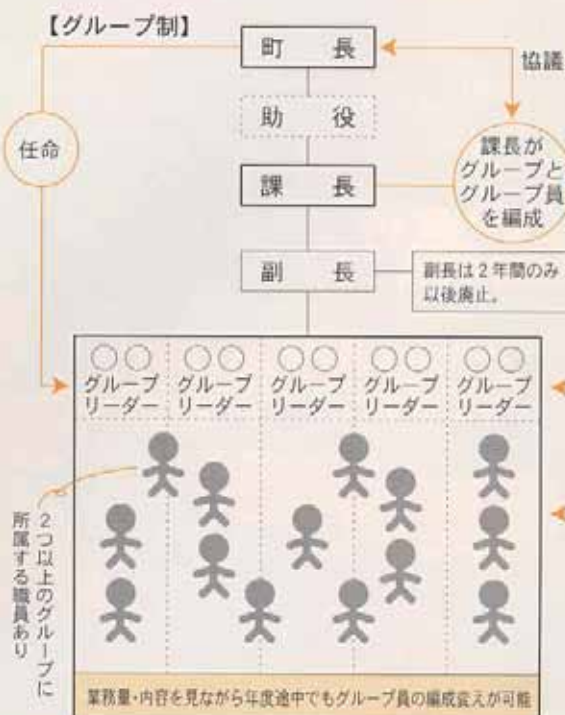 【グループ制】
町長
協議
助役
任命
課長が
グループと
グループ員
を編成
課長
副長
副長は2年間のみ
以後廃止。
○○ ○○ ○○ ○○ ○○
グループ グループ グループ グループ グループ
リーダー リーダー リーダー リーダー リーダー
2つ以上のグループに
所属する職員あり
業務量・内容を見ながら年度途中でもグループ員の編成変えが可能